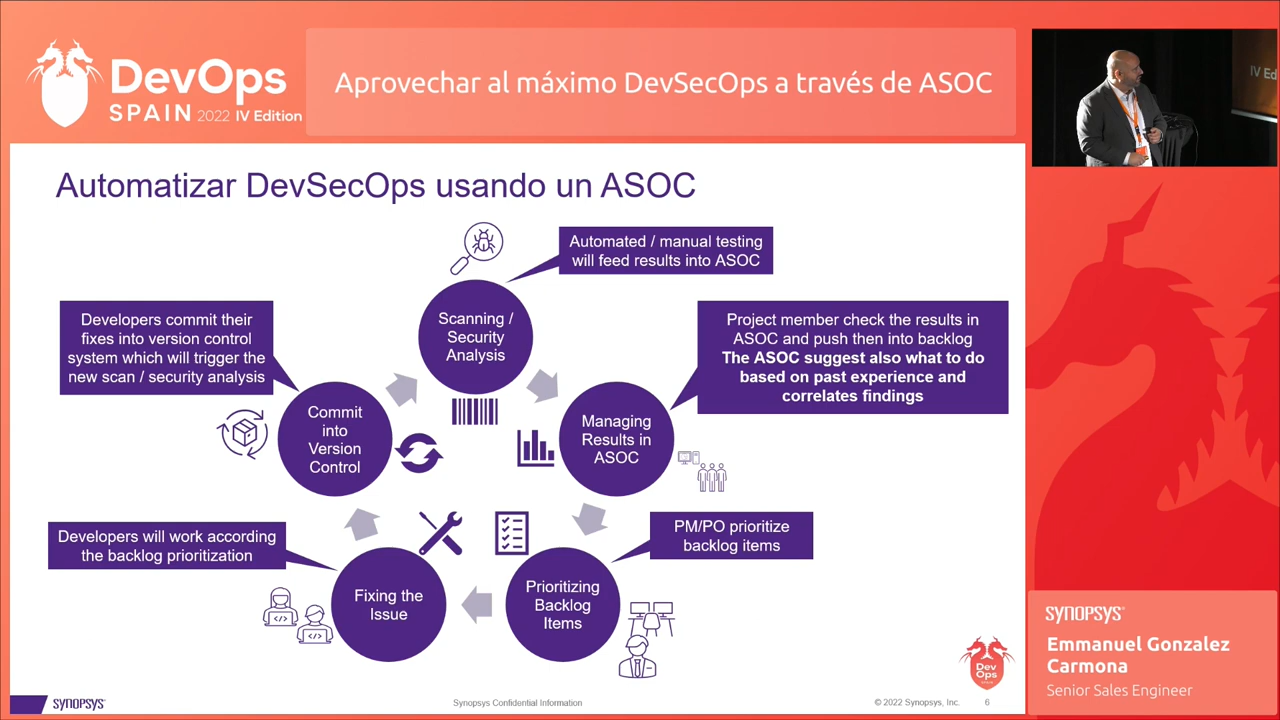 DevOps
SPAIN 2022 IV Edition
Aprovechar al máximo DevSecOps a través de ASOC
IV Ed
Automatizar DevSecOps usando un ASOC
Automated / manual testing
will feed results into ASOC
Scanning /
Security
Analysis
Developers commit their
fixes into version control
system which will trigger the
new scan / security analysis
Project member check the results in
ASOC and push then into backlog
The ASOC suggest also what to do
based on past experience and
correlates findings
Commit
into
Version
Control
Managing
Results in
ASOC
Developers will work according
the backlog prioritization
PM/PO prioritize
backlog items
Fixing the
Issue
Prioritizing
Backlog
Items
Dev
Ops
SPAIN
SYNOPSYS®
Emmanuel Gonzalez
Carmona
Senior Sales Engineer
SYNOPSYS®
Synopsys Confidential Information
© 2022 Synopsys, Inc.
6